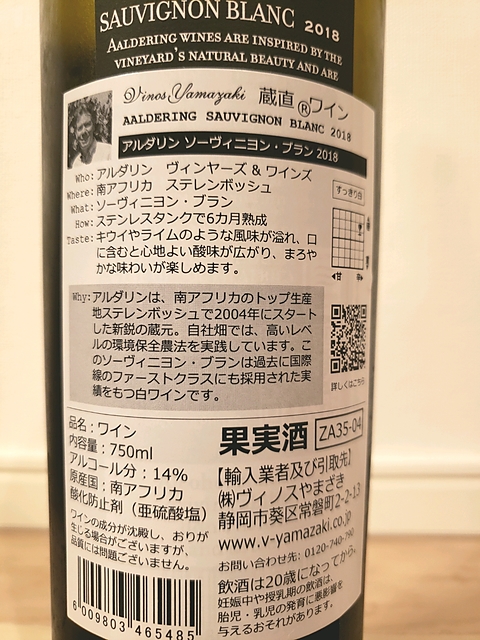 SAUVIGNON BLANC 2018
AALDERING WINES ARE INSPIRED BY THE
VINEYARD'S NATURAL BEAUTY AND ARE
Vinos Yamazaki 蔵直®ワイン
AALDERING SAUVIGNON BLANC 2018
アルダリン ソーヴィニヨン・ブラン 2018
Who:アルダリン ヴィンヤーズ & ワインズ
Where:南アフリカ ステレンボッシュ
What:ソーヴィニヨン・ブラン
How:ステンレスタンクで6カ月熟成
Taste:キウイやライムのような風味が溢れ、口
に含むと心地よい酸味が広がり、まろや
かな味わいが楽しめます。
すっきり白
◀甘 辛▶
Why:アルダリンは、南アフリカのトップ生産
地ステレンボッシュで2004年にスタート
した新鋭の蔵元。自社畑では、高いレベ
ルの環境保全農法を実践しています。こ
のソーヴィニヨン・ブランは過去に国際
線のファーストクラスにも採用された実
績をもつ白ワインです。
詳しくはこちら
品名:ワイン
内容量:750ml
アルコール分:14%
原産国:南アフリカ
酸化防止剤(亜硫酸塩)
ワインの成分が沈殿し、おりが
生じる場合がございますが、
品質には問題ございません。
6 009803 465485
果実酒 ZA35-04
【輸入業者及び引取先】
㈱ヴィノスやまざき
静岡市葵区常磐町2-2-13
www.v-yamazaki.co.jp
お問い合わせ先: 0120-740-790
飲酒は20歳になってから。
妊娠中や授乳期の飲酒は、
胎児・乳児の発育に悪影響を
与えるおそれがあります。